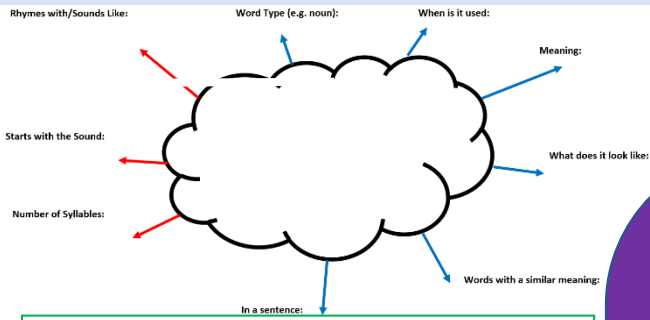 Rhymes with/Sounds Like:
Word Type (e.g. noun):
When is it used:
Meaning:
Starts with the Sound:
What does it look like:
Number of Syllables:
Words with a similar meaning:
In a sentence: